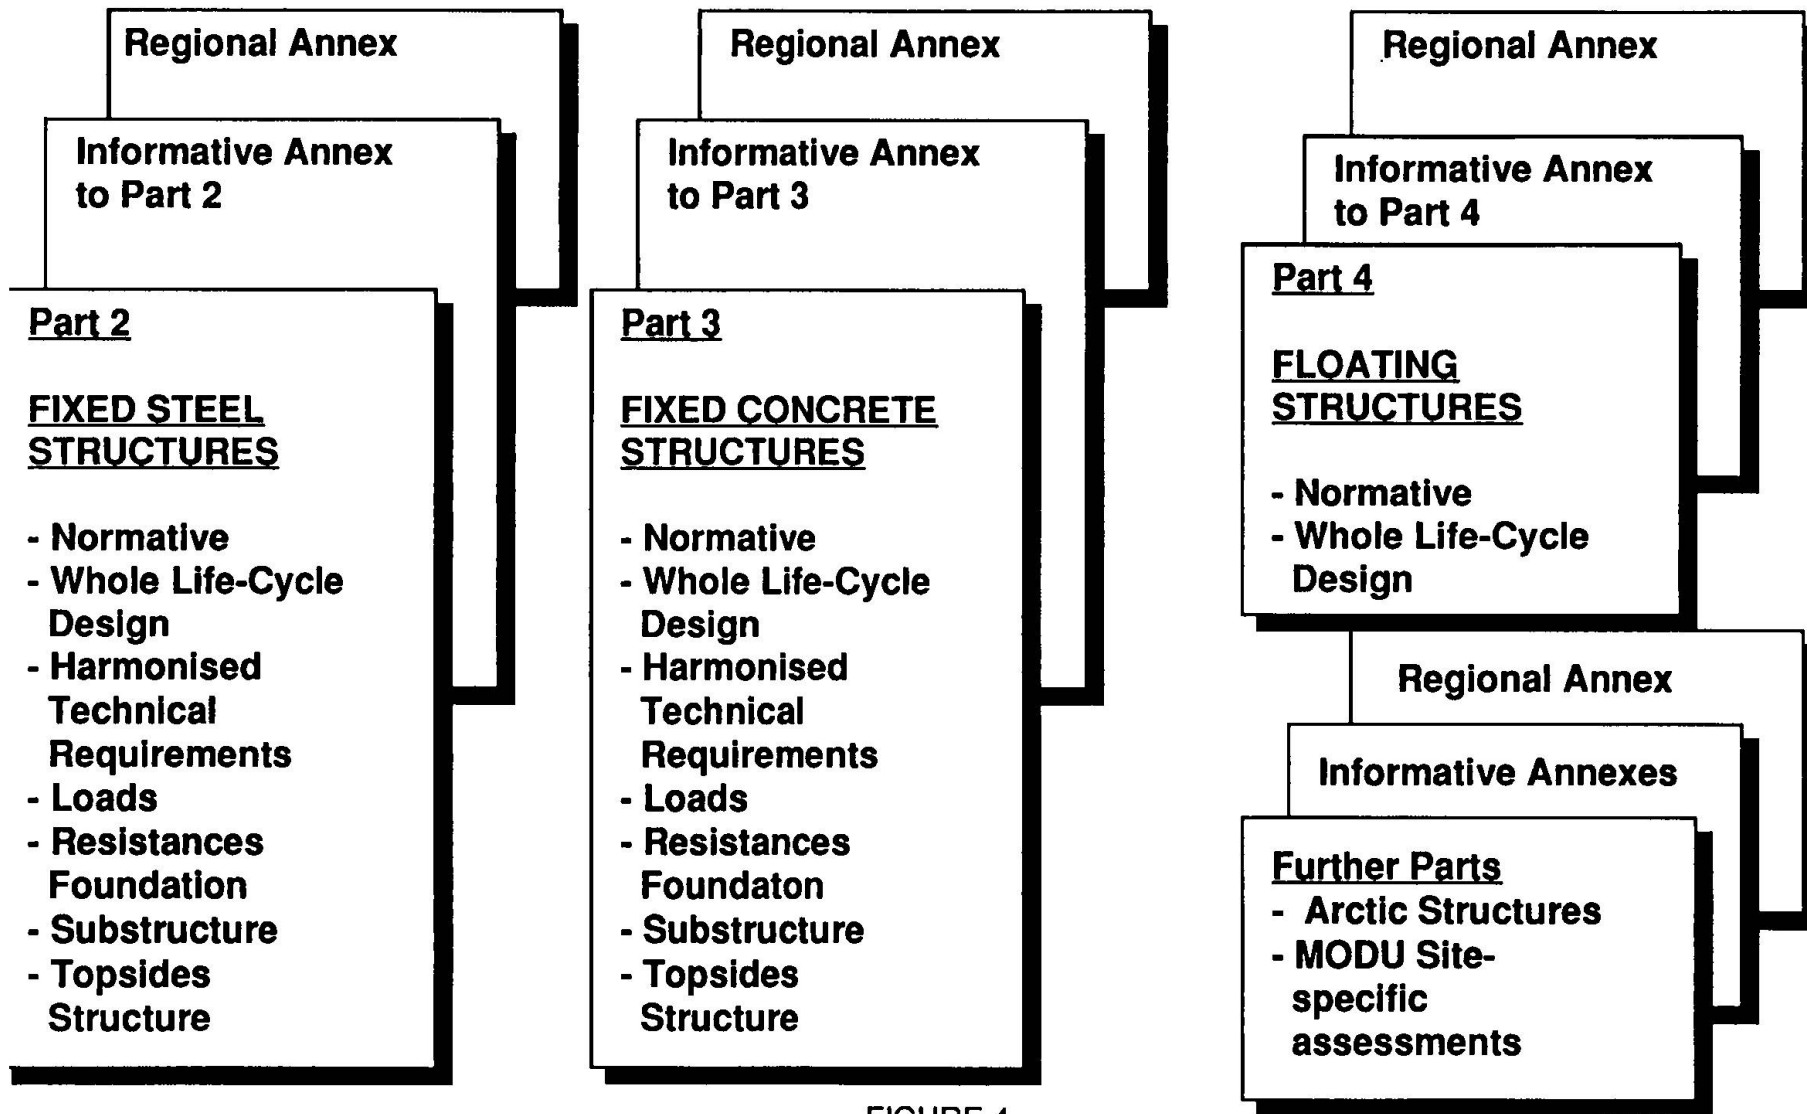 Regional Annex
Informative Annex
to Part 2
Part 2
FIXED STEEL
STRUCTURES
- Normative
- Whole Life-Cycle
Design
- Harmonised
Technical
Requirements
- Loads
- Resistances
Foundation
- Substructure
- Topsides
Structure
Regional Annex
Informative Annex
to Part 3
Part 3
FIXED CONCRETE
STRUCTURES
- Normative
- Whole Life-Cycle
Design
- Harmonised
Technical
Requirements
- Loads
- Resistances
Foundaton
- Substructure
- Topsides
Structure
Regional Annex
Informative Annex
to Part 4
Part 4
FLOATING
STRUCTURES
- Normative
- Whole Life-Cycle
Design
Regional Annex
Informative Annexes
Further Parts
- Arctic Structures
- MODU Site-
specific
assessments
FIGURE 4